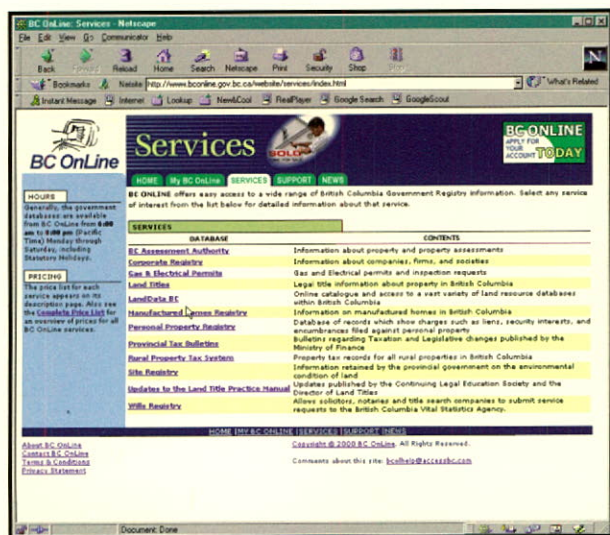 BC OnLine: Services - Netscape
File Edit View Go Communicator Help
Back Forward Reload Home Search Netscape Print Security Shop Stop
Bookmarks Netsite http://www.bconline.gov.bc.ca/website/services/index.html What's Related
Instant Message Internet Lookup New&Cool RealPlayer Google Search GoogleScout
BC OnLine
Services
SOLD
BC ONLINE
APPLY FOR
YOUR
ACCOUNT TODAY
HOME My BC OnLine SERVICES SUPPORT NEWS
HOURS
Generally, the government
databases are available
from BC OnLine from 6:00
am to 8:00 pm (Pacific
Time) Monday through
Saturday, including
Statutory Holidays.
PRICING
The price list for each
service appears on its
description page. Also see
the Complete Price List for
an overview of prices for all
BC OnLine services.
BC ONLINE offers easy access to a wide range of British Columbia Government Registry information. Select any service
of interest from the list below for detailed information about that service.
SERVICES
DATABASE CONTENTS
BC Assessment Authority Information about property and property assessments
Corporate Registry Information about companies, firms, and societies
Gas & Electrical Permits Gas and Electrical permits and inspection requests
Land Titles Legal title information about property in British Columbia
LandData BC Online catalogue and access to a vast variety of land resource databases
within British Columbia
Manufactured Homes Registry Information on manufactured homes in British Columbia
Personal Property Registry Database of records which show charges such as liens, security interests, and
encumbrances filed against personal property
Provincial Tax Bulletins Bulletins regarding Taxation and Legislative changes published by the
Ministry of Finance
Rural Property Tax System Property tax records for all rural properties in British Columbia
Site Registry Information retained by the provincial government on the environmental
condition of land
Updates to the Land Title Practice Manual Updates published by the Continuing Legal Education Society and the
Director of Land Titles
Wills Registry Allows solicitors, notaries and title search companies to submit service
requests to the British Columbia Vital Statistics Agency.
HOME |MY BC ONLINE |SERVICES |SUPPORT |NEWS
About BC OnLine
Contact BC OnLine
Terms & Conditions
Privacy Statement
Copyright © 2000 BC OnLine. All Rights Reserved.
Comments about this site: bcolhelp@accessbc.com
Document: Done